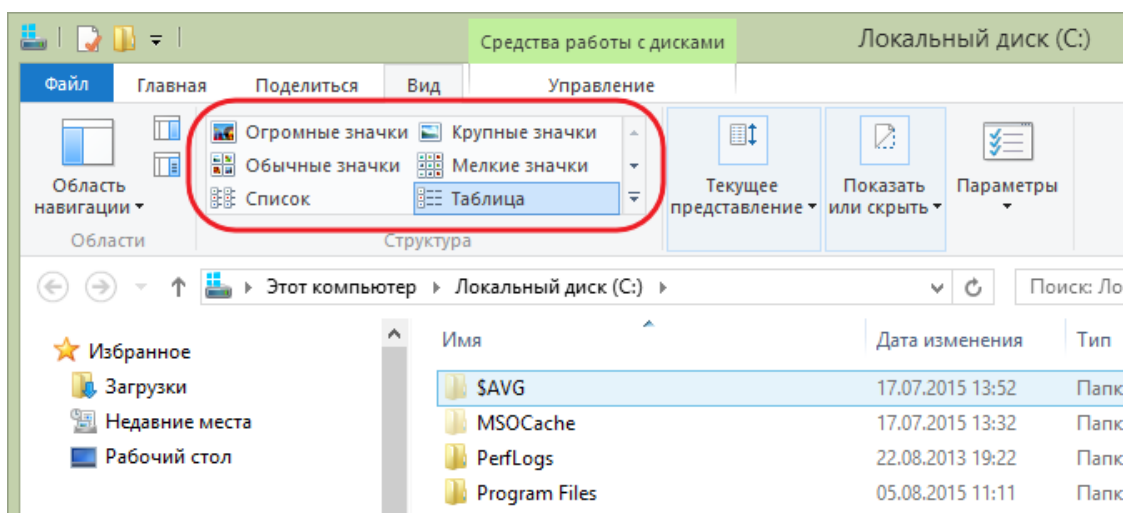 Средства работы с дисками
Локальный диск (C:)
Файл Главная Поделиться Вид Управление
Огромные значки Крупные значки
Обычные значки Мелкие значки
Список Таблица
Область навигации
Текущее представление
Показать или скрыть
Параметры
Области Структура
Этот компьютер Локальный диск (C:) Поиск: Ло
Имя Дата изменения Тип
Избранное
Загрузки
Недавние места
Рабочий стол
$AVG 17.07.2015 13:52 Папк
MSOCache 17.07.2015 13:32 Папк
PerfLogs 22.08.2013 19:22 Папк
Program Files 05.08.2015 11:11 Папк